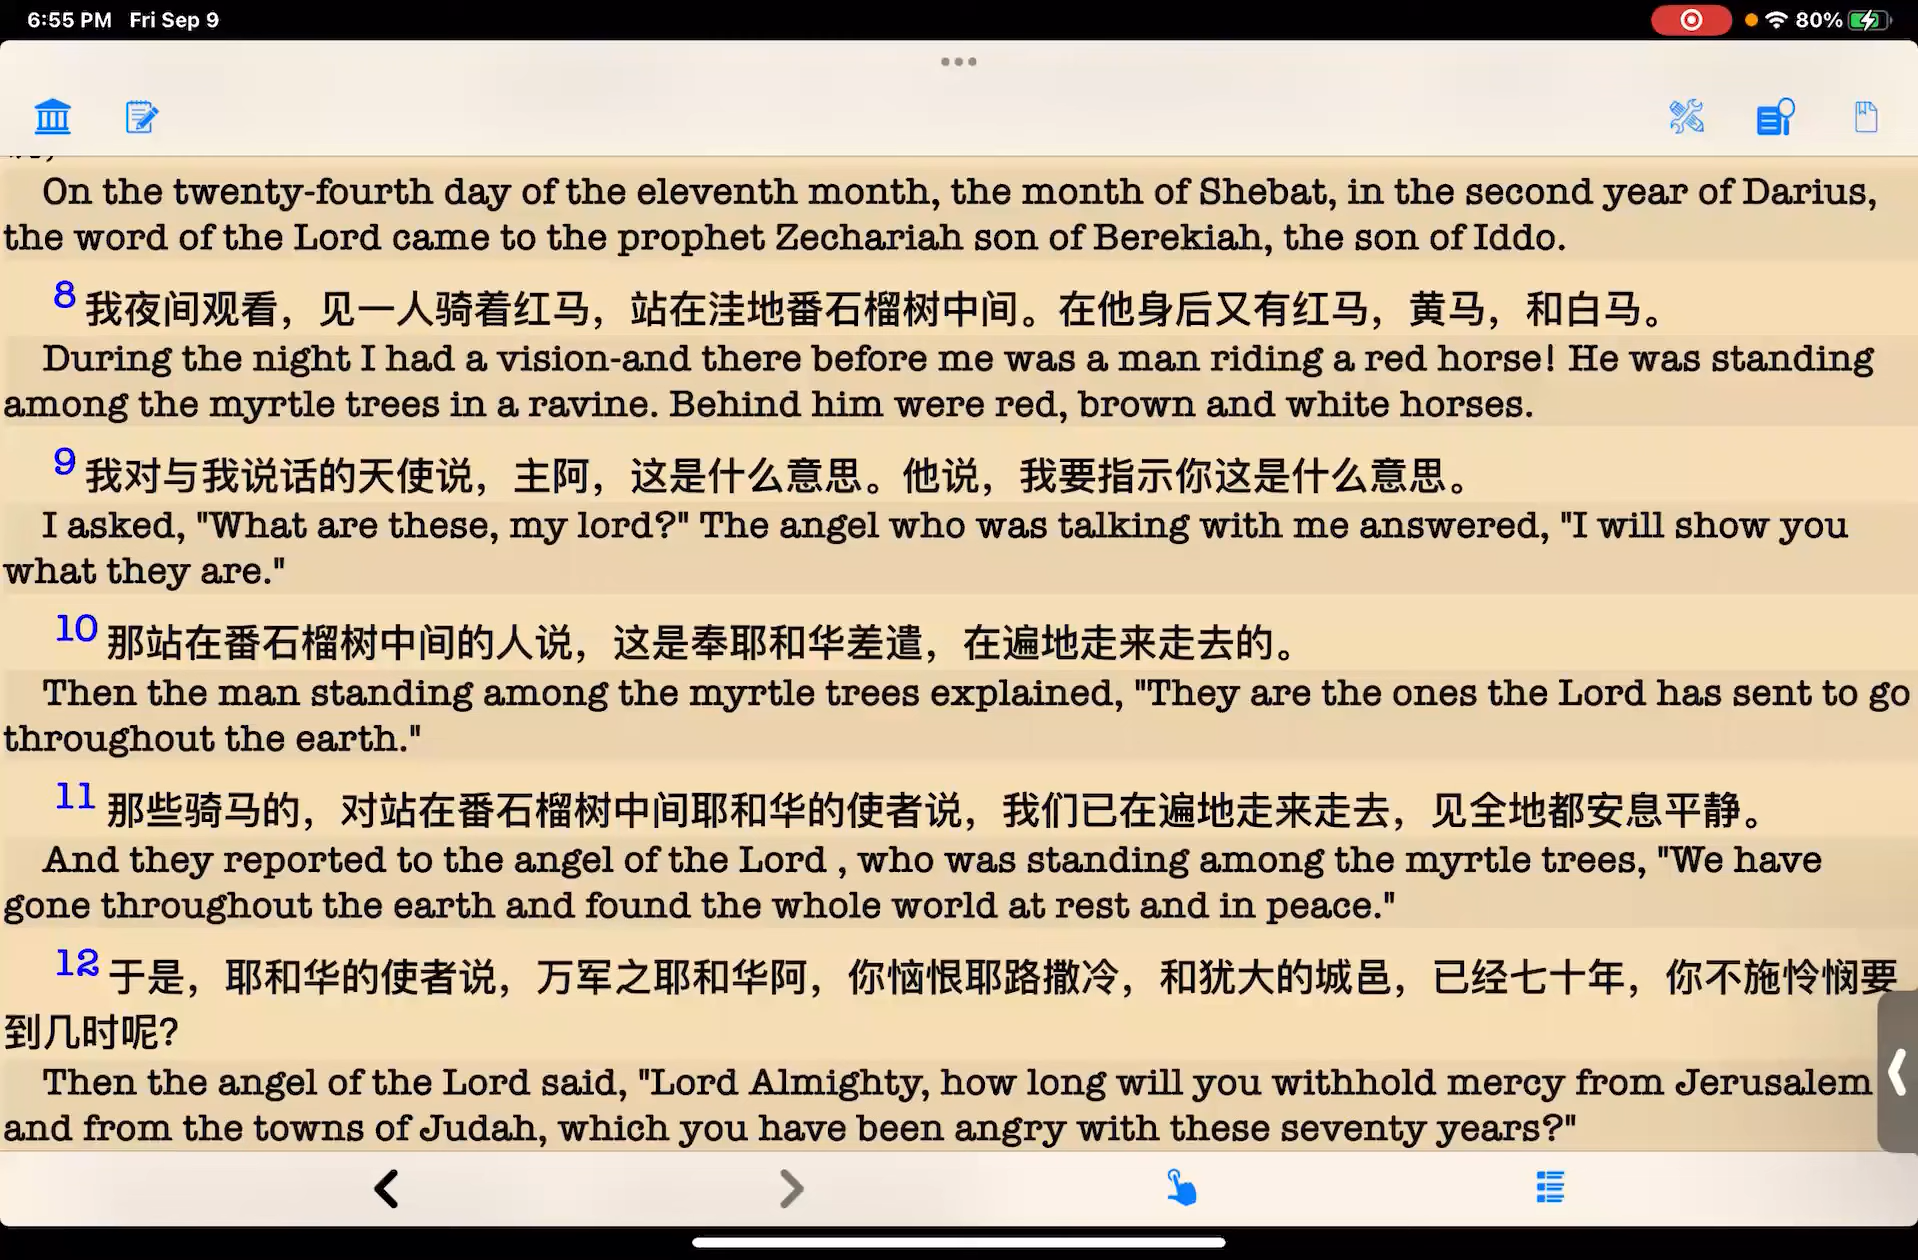 6:55 PM Fri Sep 9
80%
On the twenty-fourth day of the eleventh month, the month of Shebat, in the second year of Darius,
the word of the Lord came to the prophet Zechariah son of Berekiah, the son of Iddo.
8 我夜间观看，见一人骑着红马，站在洼地番石榴树中间。在他身后又有红马，黄马，和白马。
During the night I had a vision-and there before me was a man riding a red horse! He was standing
among the myrtle trees in a ravine. Behind him were red, brown and white horses.
9 我对与我说话的天使说，主阿，这是什么意思。他说，我要指示你这是什么意思。
I asked, "What are these, my lord?" The angel who was talking with me answered, "I will show you
what they are."
10 那站在番石榴树中间的人说，这是奉耶和华差遣，在遍地走来走去的。
Then the man standing among the myrtle trees explained, "They are the ones the Lord has sent to go
throughout the earth."
11 那些骑马的，对站在番石榴树中间耶和华的使者说，我们已在遍地走来走去，见全地都安息平静。
And they reported to the angel of the Lord , who was standing among the myrtle trees, "We have
gone throughout the earth and found the whole world at rest and in peace."
12 于是，耶和华的使者说，万军之耶和华阿，你恼恨耶路撒冷，和犹大的城邑，已经七十年，你不施怜悯要
到几时呢?
Then the angel of the Lord said, "Lord Almighty, how long will you withhold mercy from Jerusalem
and from the towns of Judah, which you have been angry with these seventy years?"